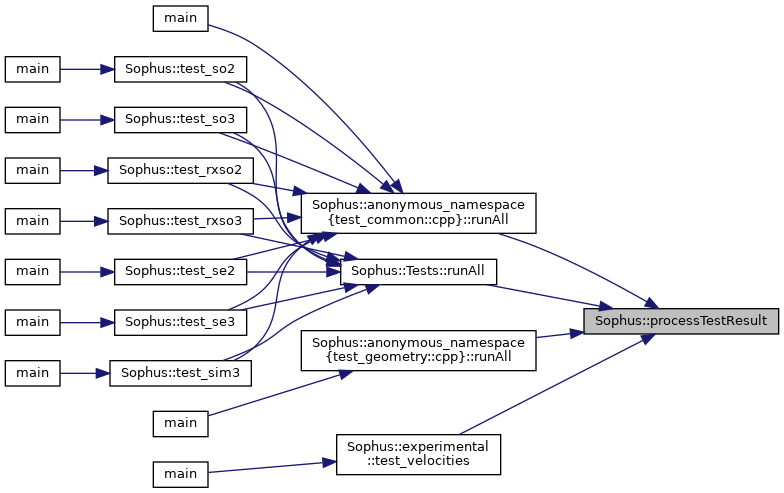 main
main
Sophus::test_so2
main
Sophus::test_so3
main
Sophus::test_rxso2
main
Sophus::test_rxso3
main
Sophus::test_se2
main
Sophus::test_se3
main
Sophus::test_sim3
Sophus::anonymous_namespace
{test_common::cpp}::runAll
Sophus::Tests::runAll
Sophus::processTestResult
Sophus::anonymous_namespace
{test_geometry::cpp}::runAll
main
Sophus::experimental
::test_velocities
main